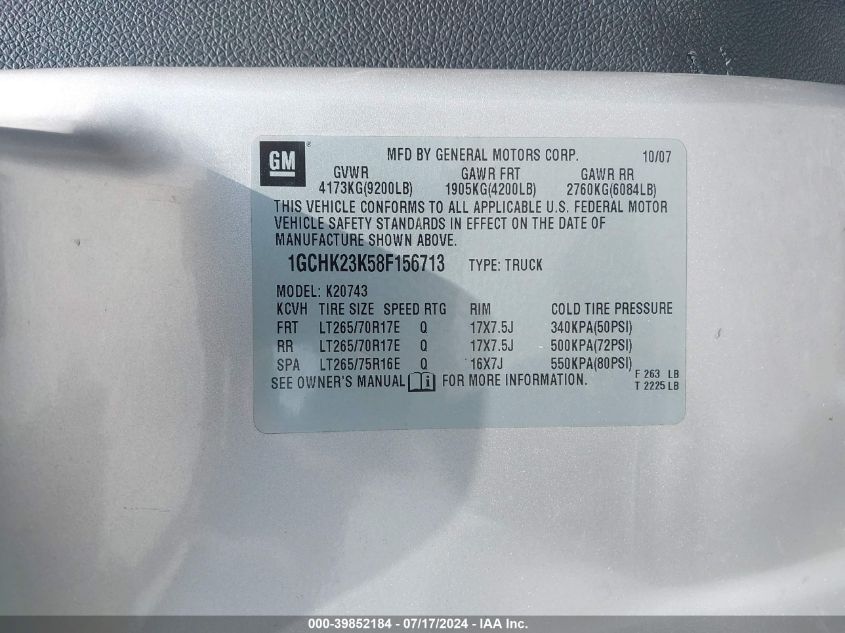 GM ® MFD BY GENERAL MOTORS CORP. 10/07
GVWR GAWR FRT GAWR RR
4173KG(9200LB) 1905KG(4200LB) 2760KG(6084LB)
THIS VEHICLE CONFORMS TO ALL APPLICABLE U.S. FEDERAL MOTOR
VEHICLE SAFETY STANDARDS IN EFFECT ON THE DATE OF
MANUFACTURE SHOWN ABOVE.
1GCHK23K58F156713 TYPE: TRUCK
MODEL: K20743
KCVH TIRE SIZE SPEED RTG RIM COLD TIRE PRESSURE
FRT LT265/70R17E Q 17X7.5J 340KPA(50PSI)
RR LT265/70R17E Q 17X7.5J 500KPA(72PSI)
SPA LT265/75R16E Q 16X7J 550KPA(80PSI)
SEE OWNER'S MANUAL i FOR MORE INFORMATION.
F 263 LB
T 2225 LB
000-39852184 - 07/17/2024 - IAA Inc.